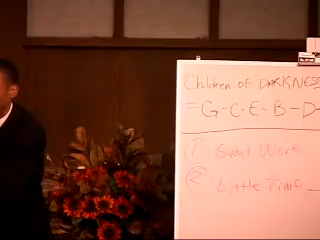 Children OF DARKNESS
= G-C-E-B-D-
① Great Work
② Little Time